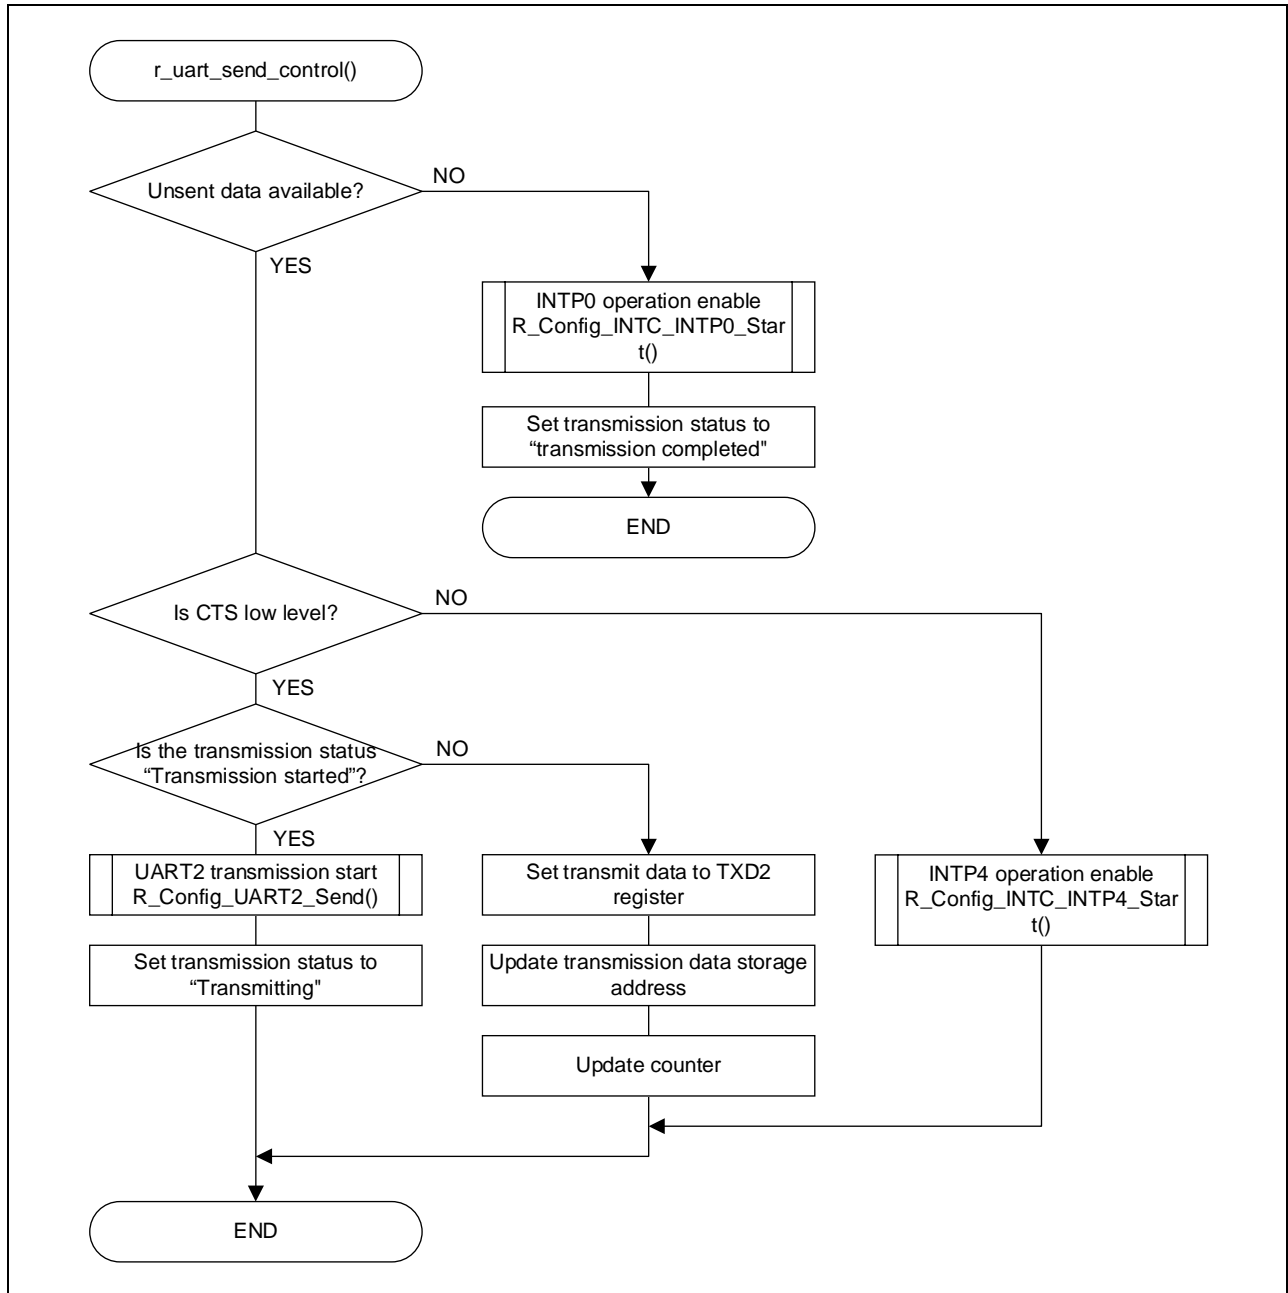 r_uart_send_control()
Unsent data available?
NO
YES
INTP0 operation enable
R_Config_INTC_INTP0_Star
t()
Set transmission status to
“transmission completed"
END
Is CTS low level?
NO
YES
Is the transmission status
“Transmission started”?
NO
YES
UART2 transmission start
R_Config_UART2_Send()
Set transmission status to
“Transmitting"
Set transmit data to TXD2
register
Update transmission data storage
address
Update counter
INTP4 operation enable
R_Config_INTC_INTP4_Star
t()
END